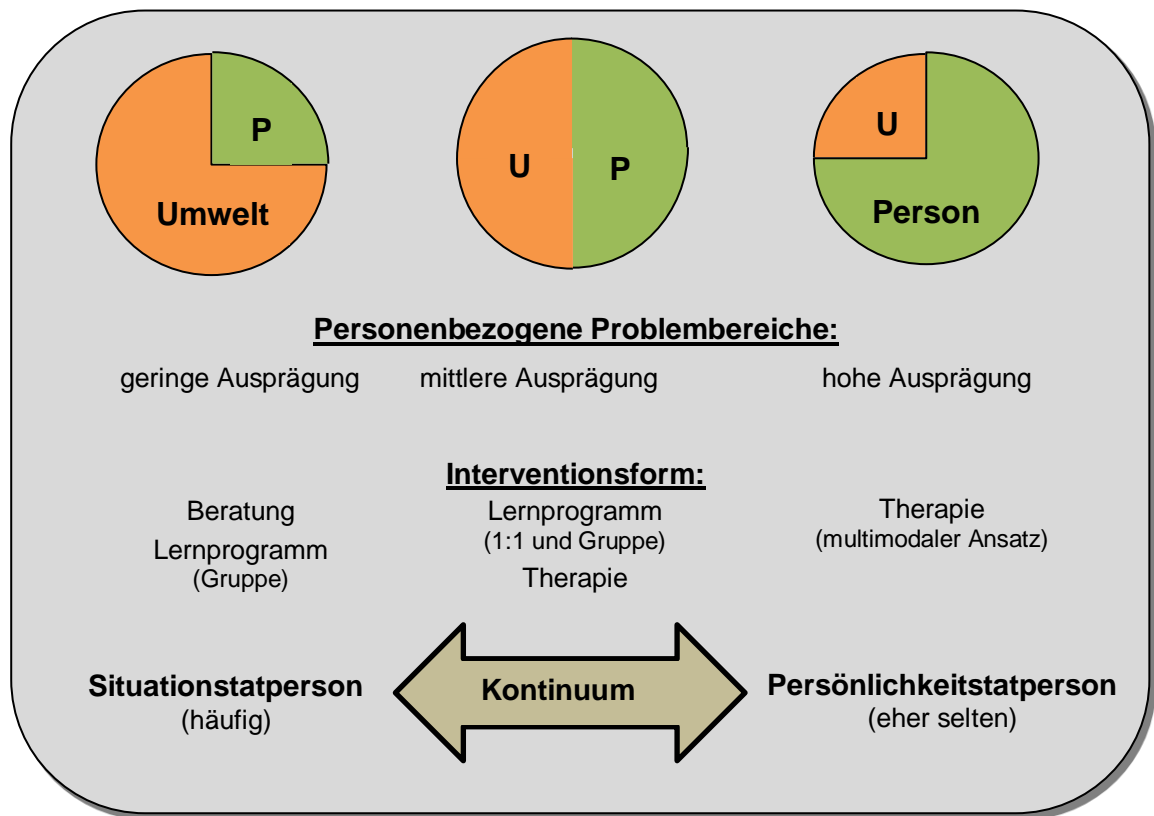 P
Umwelt
U
P
U
Person
Personenbezogene Problembereiche:
geringe Ausprägung
mittlere Ausprägung
hohe Ausprägung
Interventionsform:
Beratung
Lernprogramm
(Gruppe)
Lernprogramm
(1:1 und Gruppe)
Therapie
Therapie
(multimodaler Ansatz)
Situationstatperson
(häufig)
Kontinuum
Persönlichkeitstatperson
(eher selten)